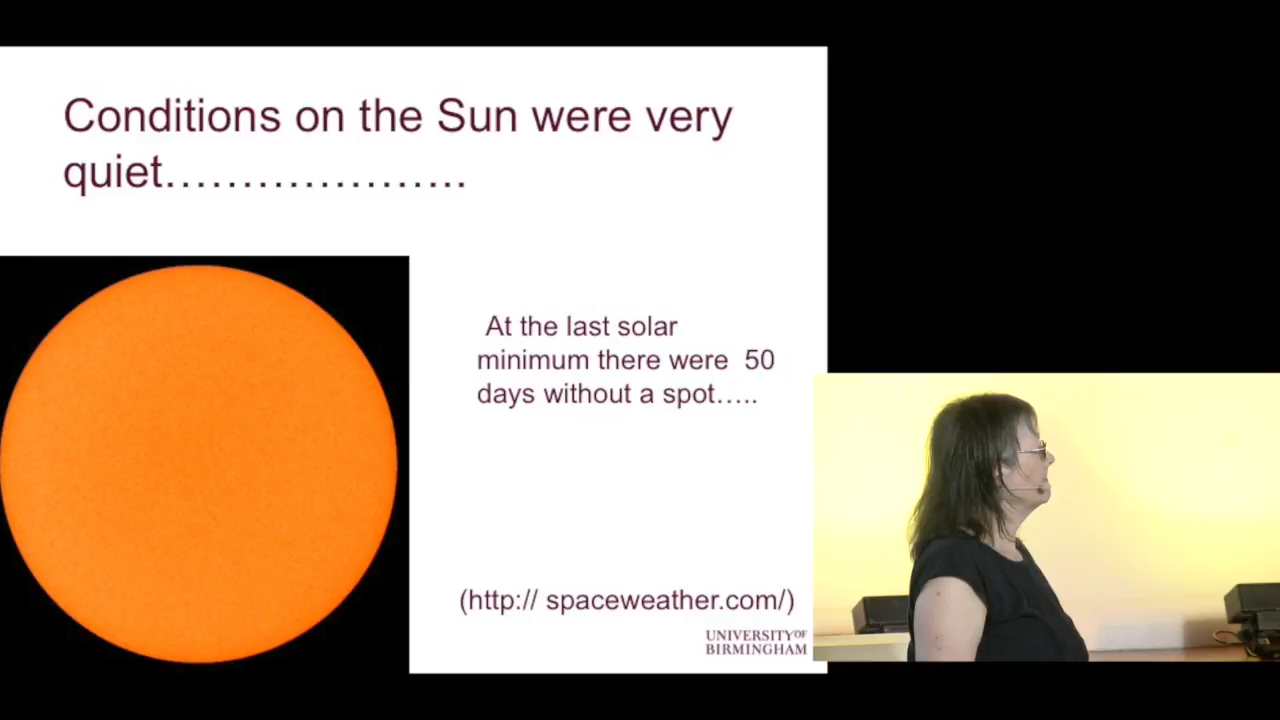 Conditions on the Sun were very
quiet………………..
At the last solar
minimum there were 50
days without a spot…..
(http:// spaceweather.com/)
UNIVERSITY OF
BIRMINGHAM